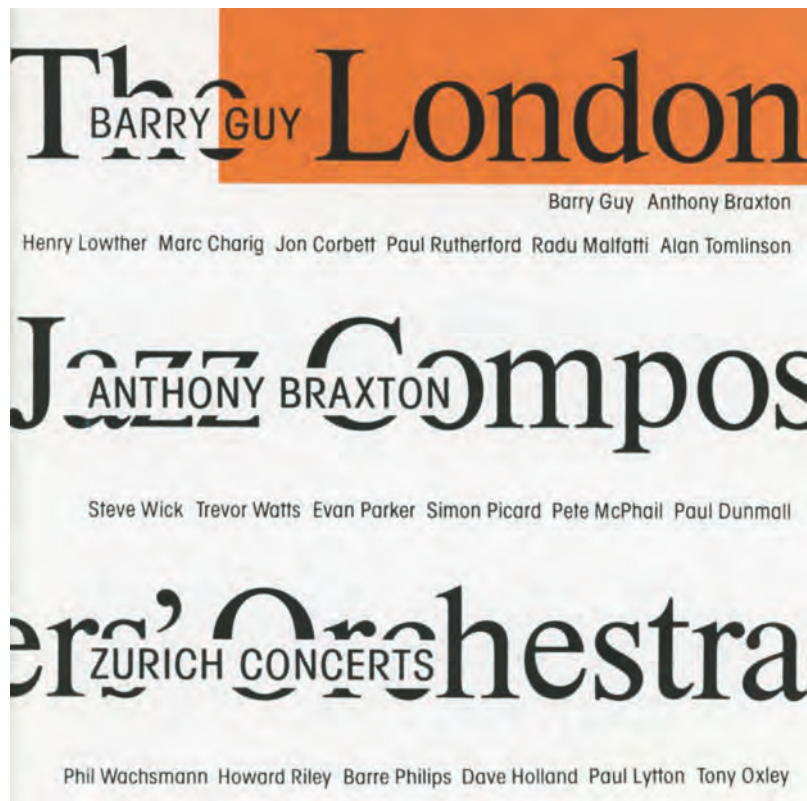 The London
BARRY GUY
Barry Guy Anthony Braxton
Henry Lowther Marc Charig Jon Corbett Paul Rutherford Radu Malfatti Alan Tomlinson
Jazz Compos
ANTHONY BRAXTON
Steve Wick Trevor Watts Evan Parker Simon Picard Pete McPhail Paul Dunmall
ers' Orchestra
ZURICH CONCERTS
Phil Wachsmann Howard Riley Barre Philips Dave Holland Paul Lytton Tony Oxley